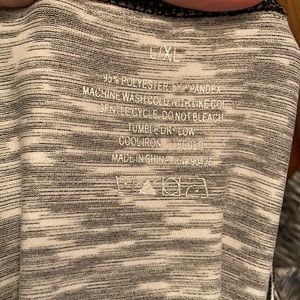 L/XL
95% POLYESTER 5% SPANDEX
MACHINE WASH COLD WITH LIKE COL
GENTLE CYCLE, DO NOT BLEACH
TUMBLE DRY LOW
COOL IRON
MADE IN CHINA